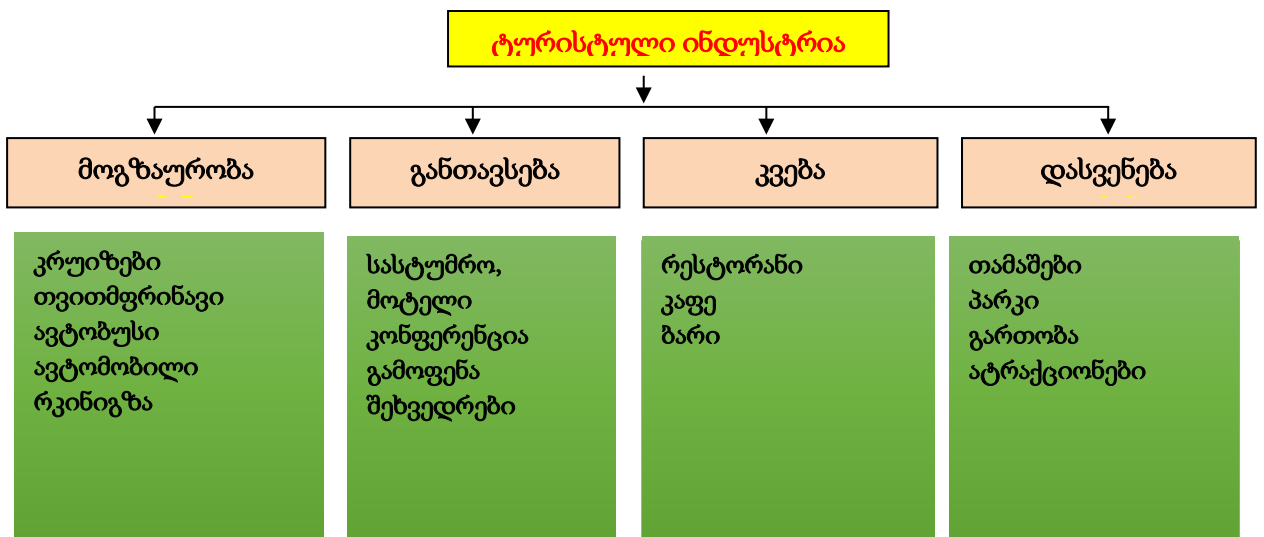 ტურისტული ინდუსტრია
მოგზაურობა
განთავსება
კვება
დასვენება
კრუიზები
თვითმფრინავი
ავტობუსი
ავტომობილი
რკინიგზა
სასტუმრო,
მოტელი
კონფერენცია
გამოფენა
შეხვედრები
რესტორანი
კაფე
ბარი
თამაშები
პარკი
გართობა
ატრაქციონები